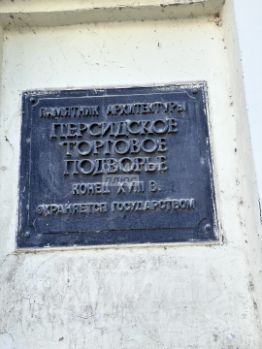 ПАМЯТНИК АРХИТЕКТУРЫ
ПЕРСИДСКОЕ
ТОРГОВОЕ
ПОДВОРЬЕ
КОНЕЦ XVIII В.
ОХРАНЯЕТСЯ ГОСУДАРСТВОМ